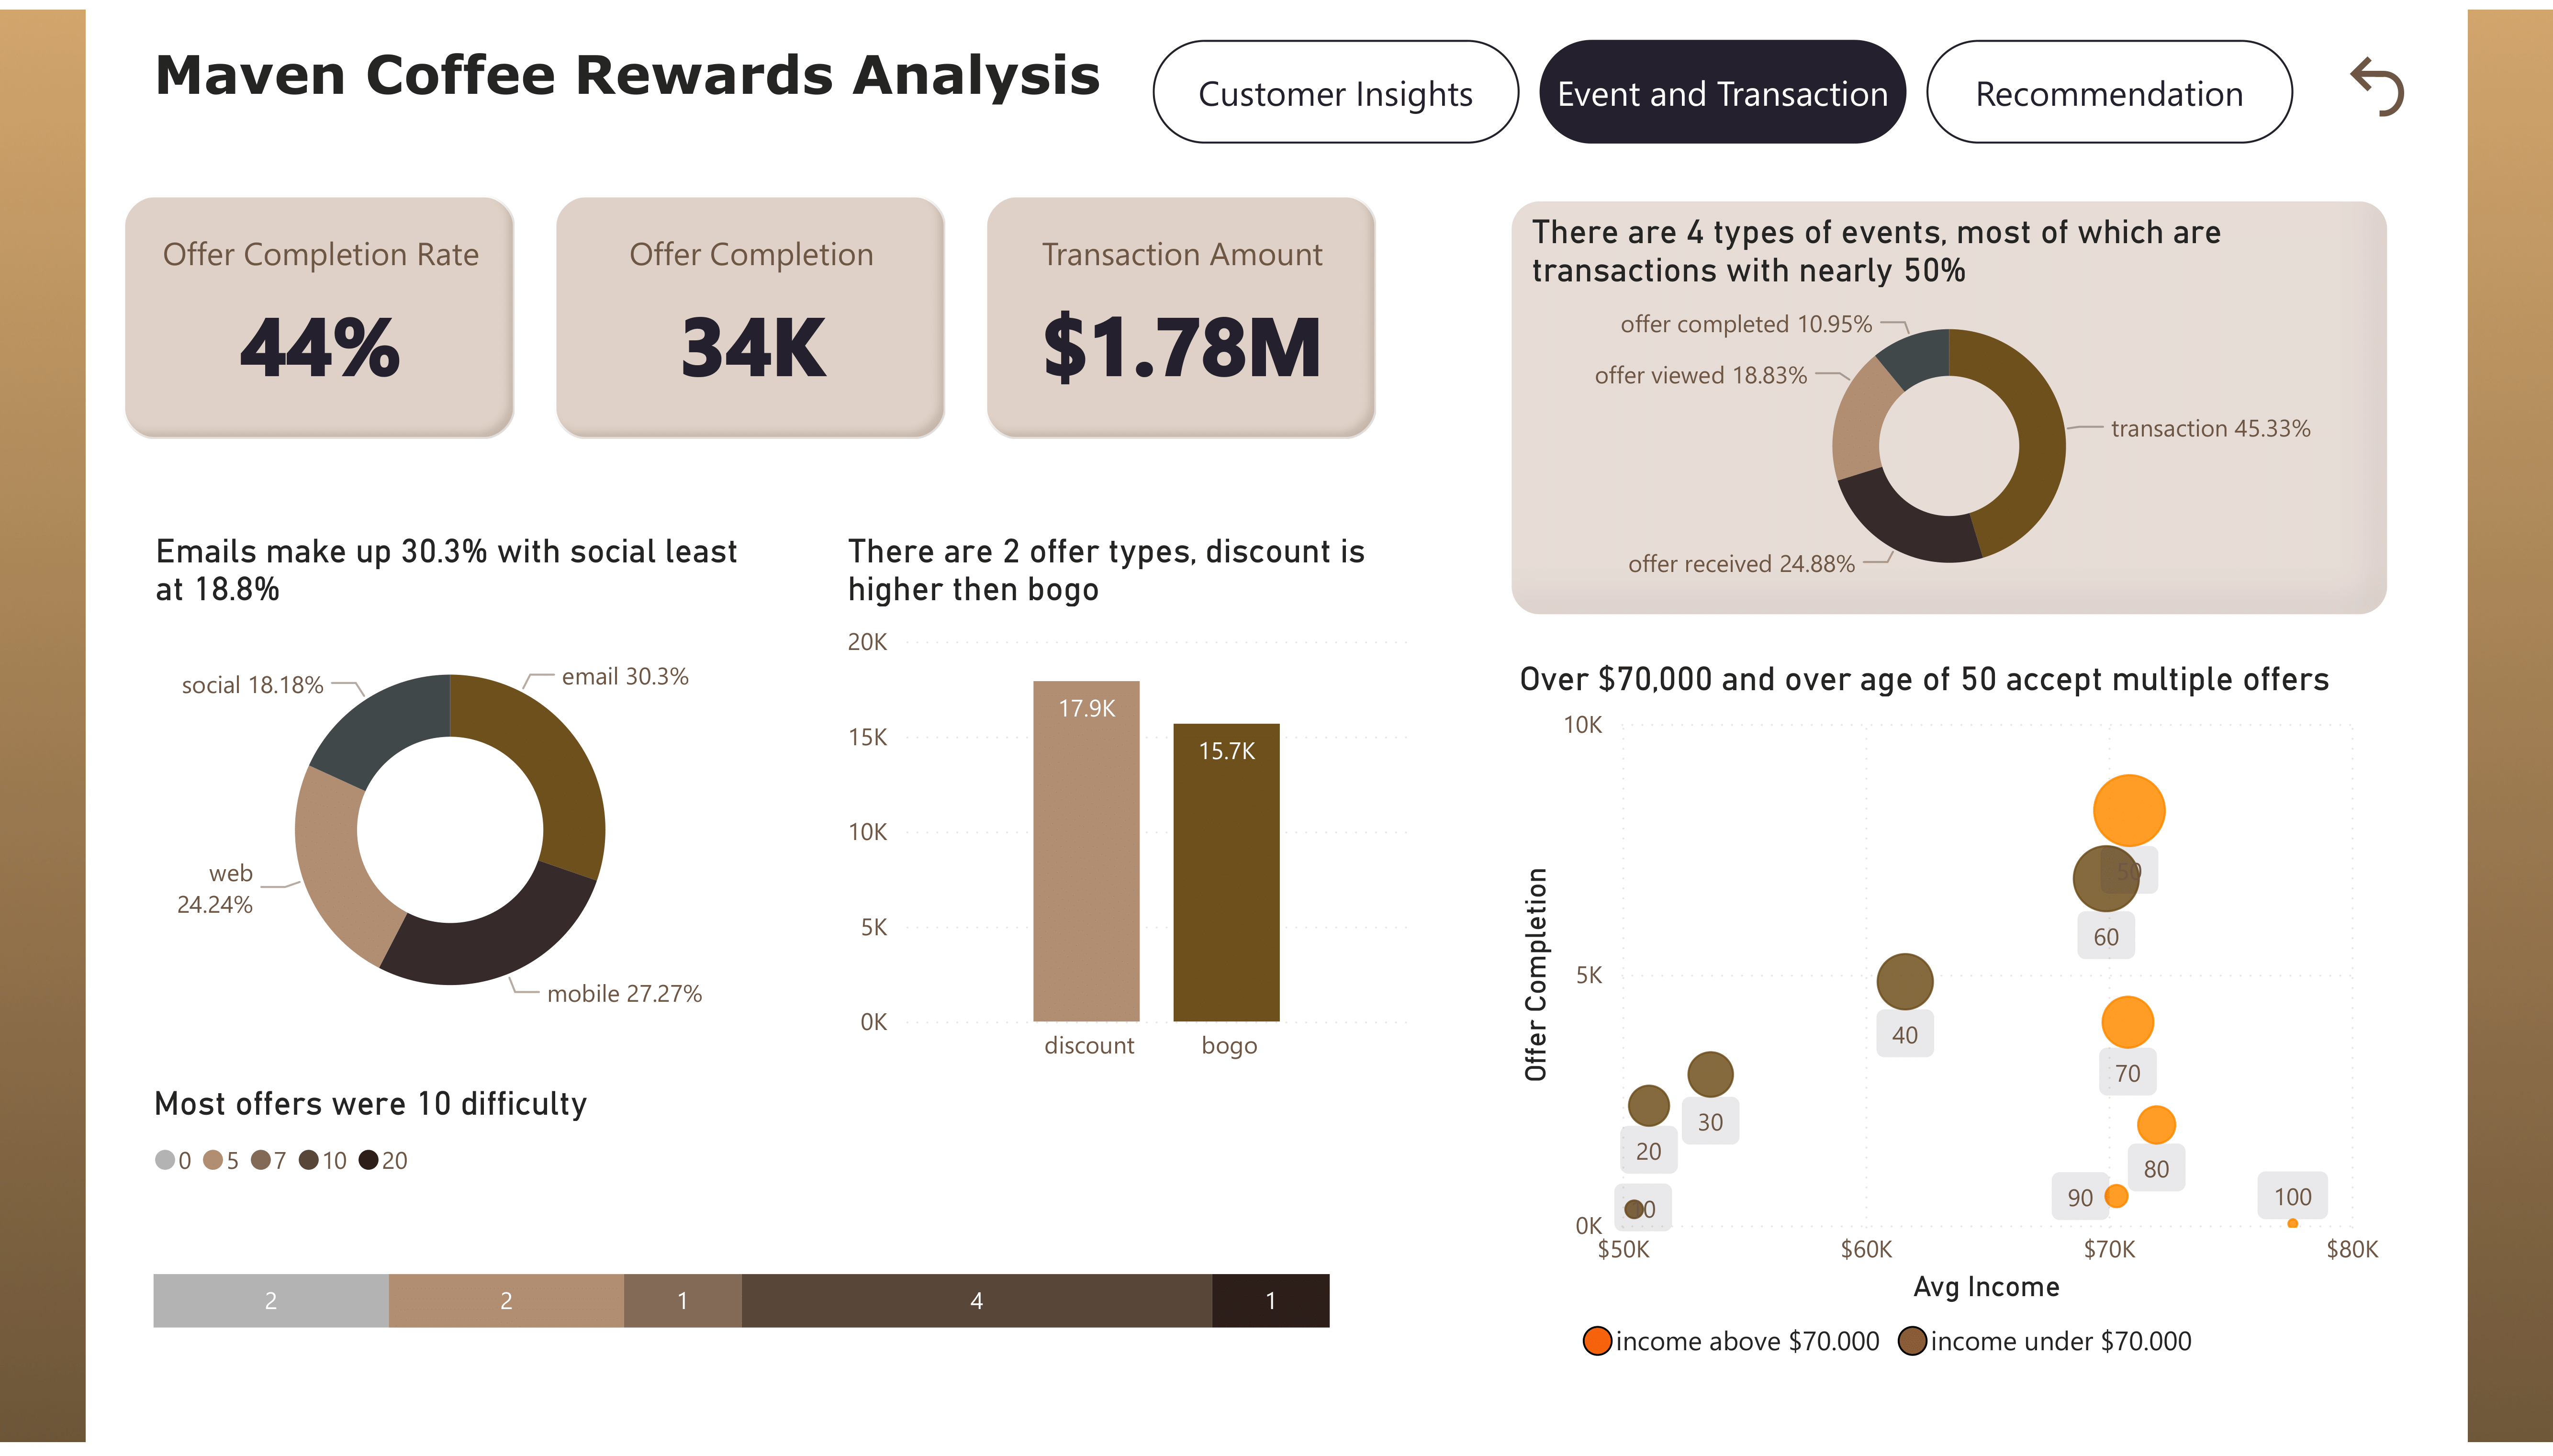 Maven Coffee Rewards Analysis
Customer Insights
Event and Transaction
Recommendation
Offer Completion Rate
44%
Offer Completion
34K
Transaction Amount
$1.78M
There are 4 types of events, most of which are
transactions with nearly 50%
offer completed 10.95%
offer viewed 18.83%
transaction 45.33%
offer received 24.88%
Emails make up 30.3% with social least
at 18.8%
social 18.18%
email 30.3%
web
24.24%
mobile 27.27%
There are 2 offer types, discount is
higher then bogo
20K
15K
10K
5K
0K
17.9K
15.7K
discount
bogo
Most offers were 10 difficulty
0
5
7
10
20
2
2
1
4
1
Over $70,000 and over age of 50 accept multiple offers
Offer Completion
10K
5K
0K
50
60
40
70
30
20
80
90
100
$50K
$60K
$70K
$80K
Avg Income
income above $70.000
income under $70.000